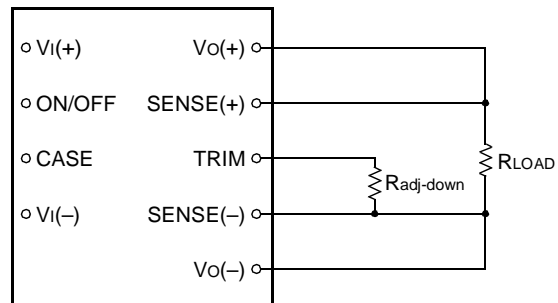 VI(+) VO(+)
ON/OFF SENSE(+)
CASE TRIM
RLOAD
Radj-down
VI(–) SENSE(–)
VO(–)